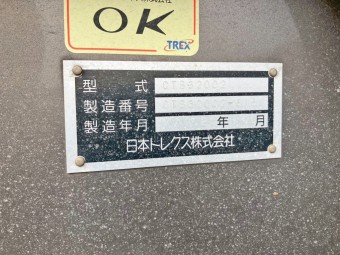 OK
TREX
型式
製造番号
製造年月 年 月
日本トレクス株式会社